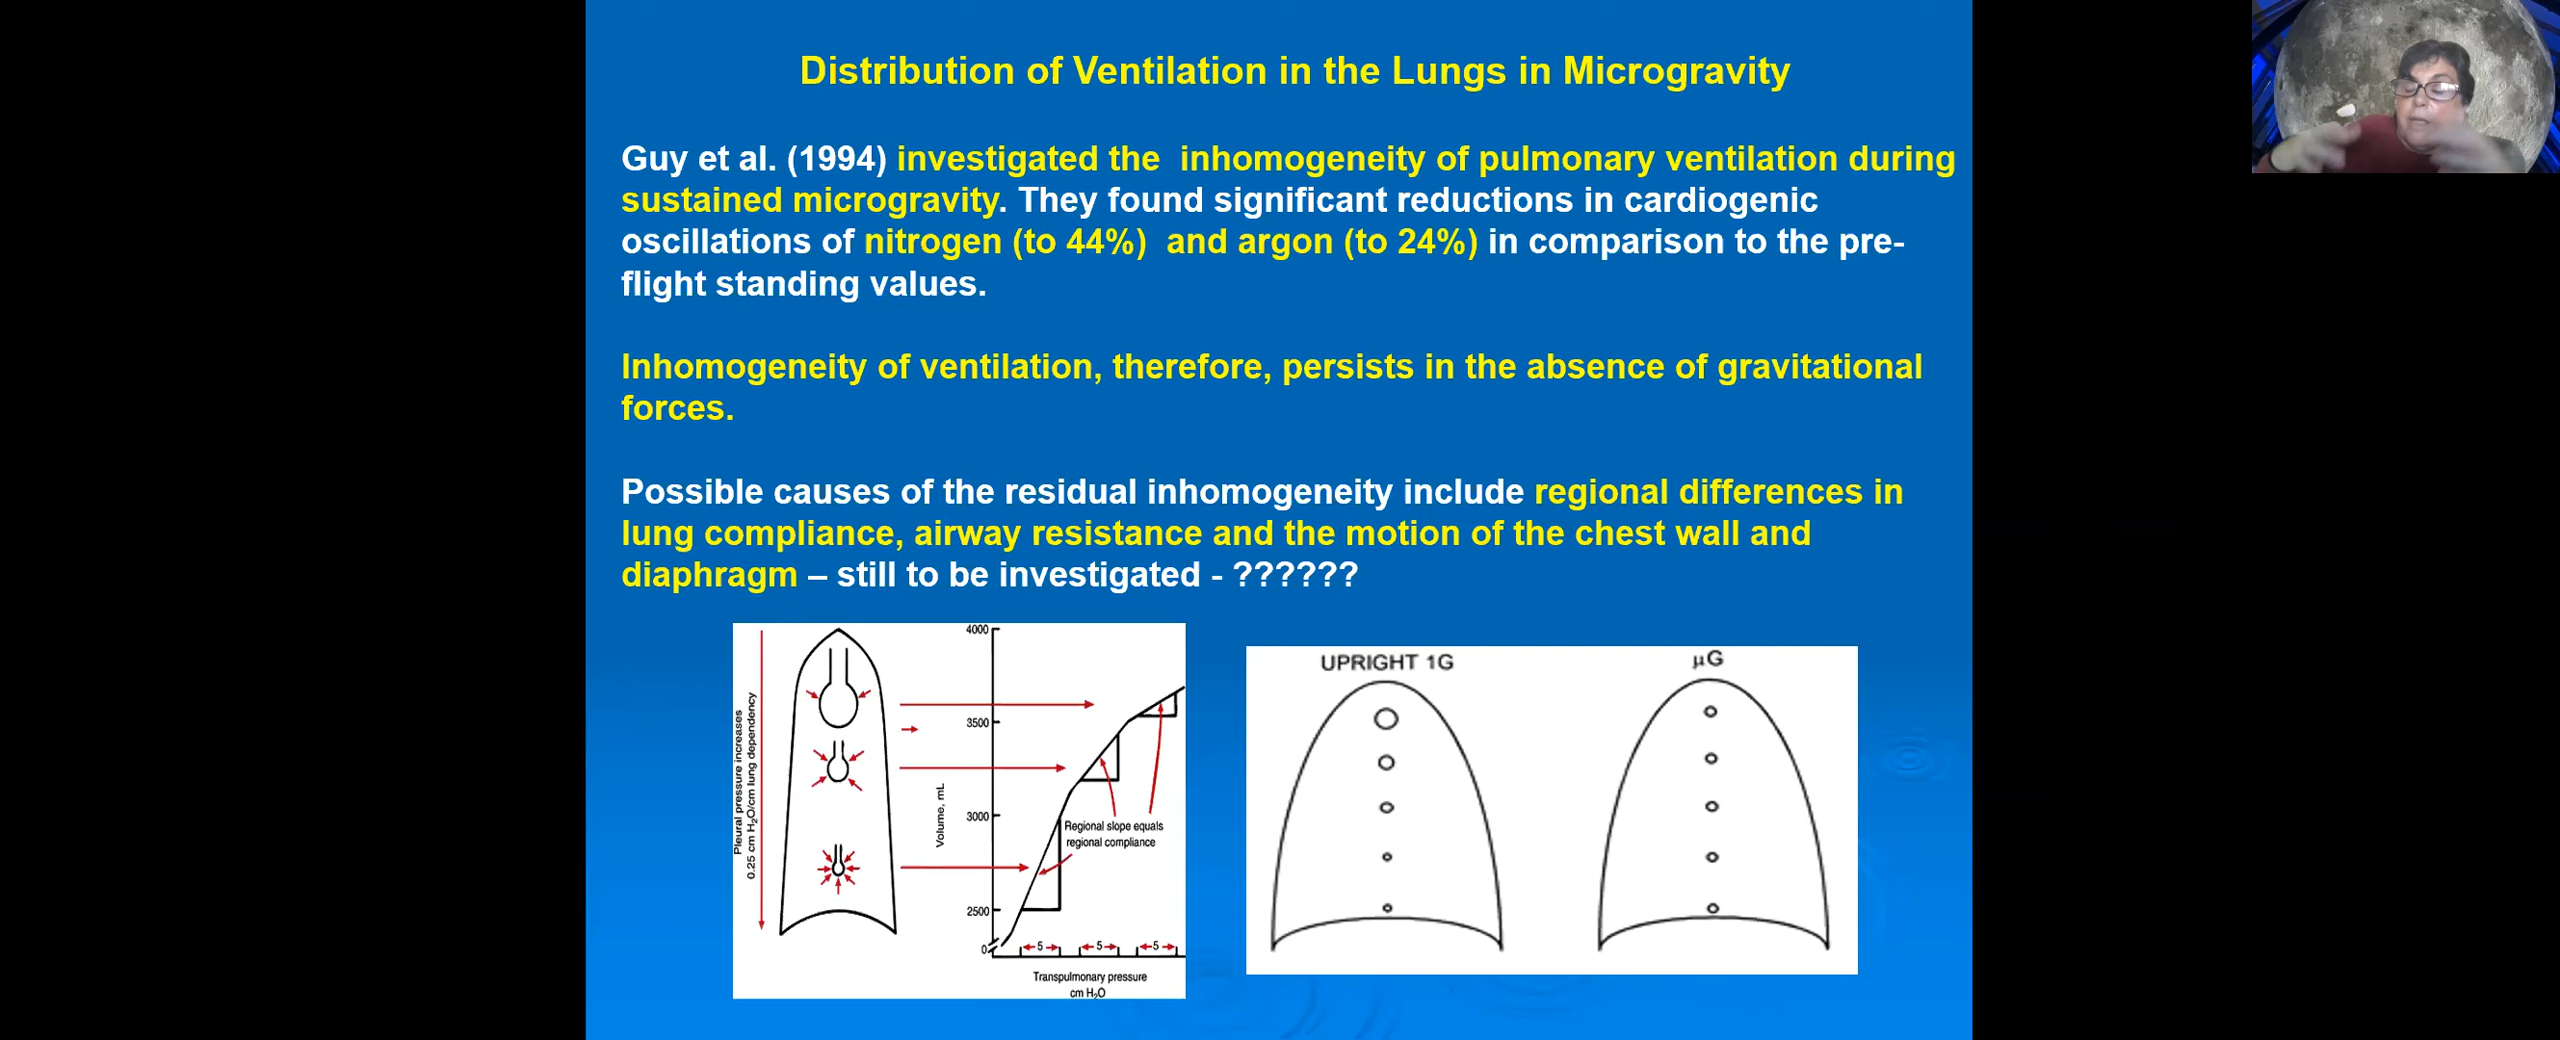 Distribution of Ventilation in the Lungs in Microgravity
Guy et al. (1994) investigated the  inhomogeneity of pulmonary ventilation during
sustained microgravity. They found significant reductions in cardiogenic
oscillations of nitrogen (to 44%)  and argon (to 24%) in comparison to the pre-
flight standing values.
Inhomogeneity of ventilation, therefore, persists in the absence of gravitational
forces.
Possible causes of the residual inhomogeneity include regional differences in
lung compliance, airway resistance and the motion of the chest wall and
diaphragm – still to be investigated - ??????
Pleural pressure increases
0.25 cm H₂O/cm lung dependency
Volume, mL
4000
3500
3000
2500
0
Regional slope equals
regional compliance
5 5 5
Transpulmonary pressure
cm H₂O
UPRIGHT 1G
µG